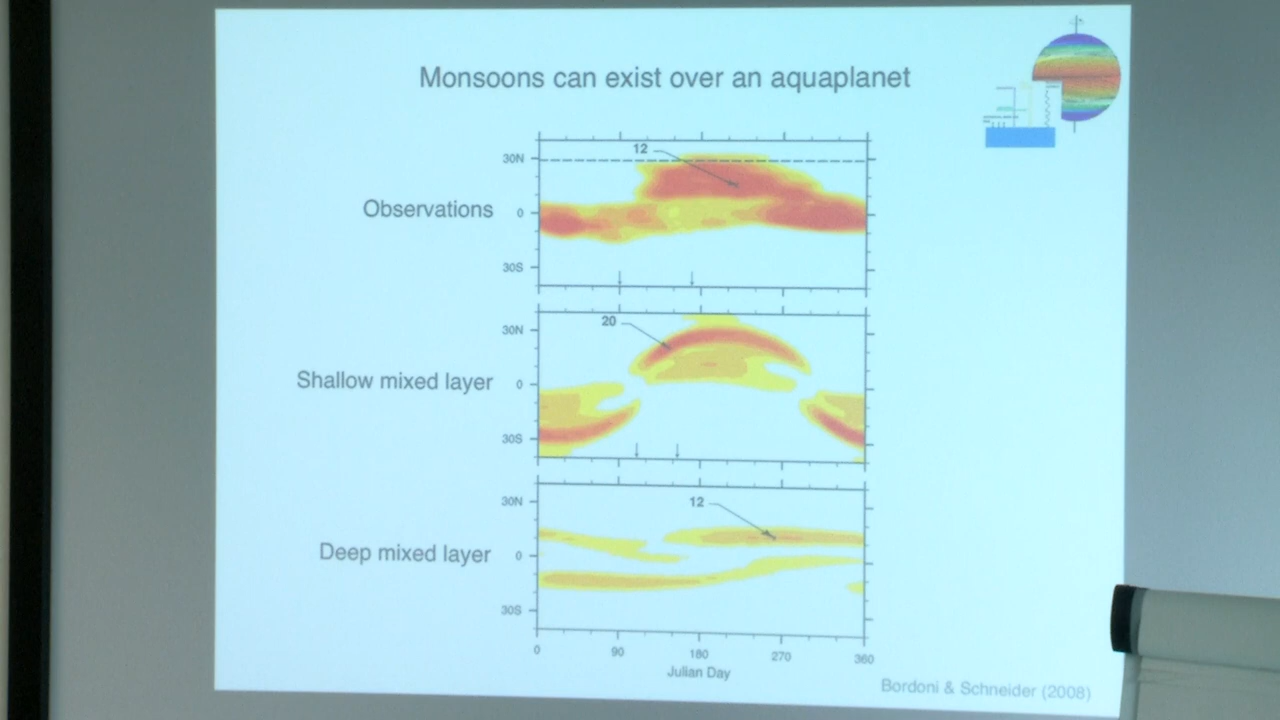 Monsoons can exist over an aquaplanet
Observations
30N
0
30S
12
Shallow mixed layer
30N
0
30S
20
Deep mixed layer
30N
0
30S
12
0 90 180 270 360
Julian Day
Bordoni & Schneider (2008)